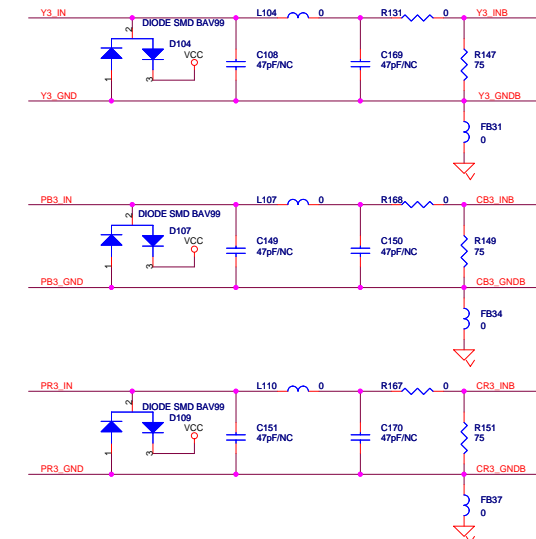 Y3_IN L104 0 R131 0 Y3_INB
2 DIODE SMD BAV99
D104
VCC
C108
47pF/NC
C169
47pF/NC
R147
75
1 3
Y3_GND Y3_GNDB
FB31
0
PB3_IN L107 0 R168 0 CB3_INB
2 DIODE SMD BAV99
D107
VCC
C149
47pF/NC
C150
47pF/NC
R149
75
1 3
PB3_GND CB3_GNDB
FB34
0
PR3_IN L110 0 R167 0 CR3_INB
2 DIODE SMD BAV99
D109
VCC
C151
47pF/NC
C170
47pF/NC
R151
75
1 3
PR3_GND CR3_GNDB
FB37
0